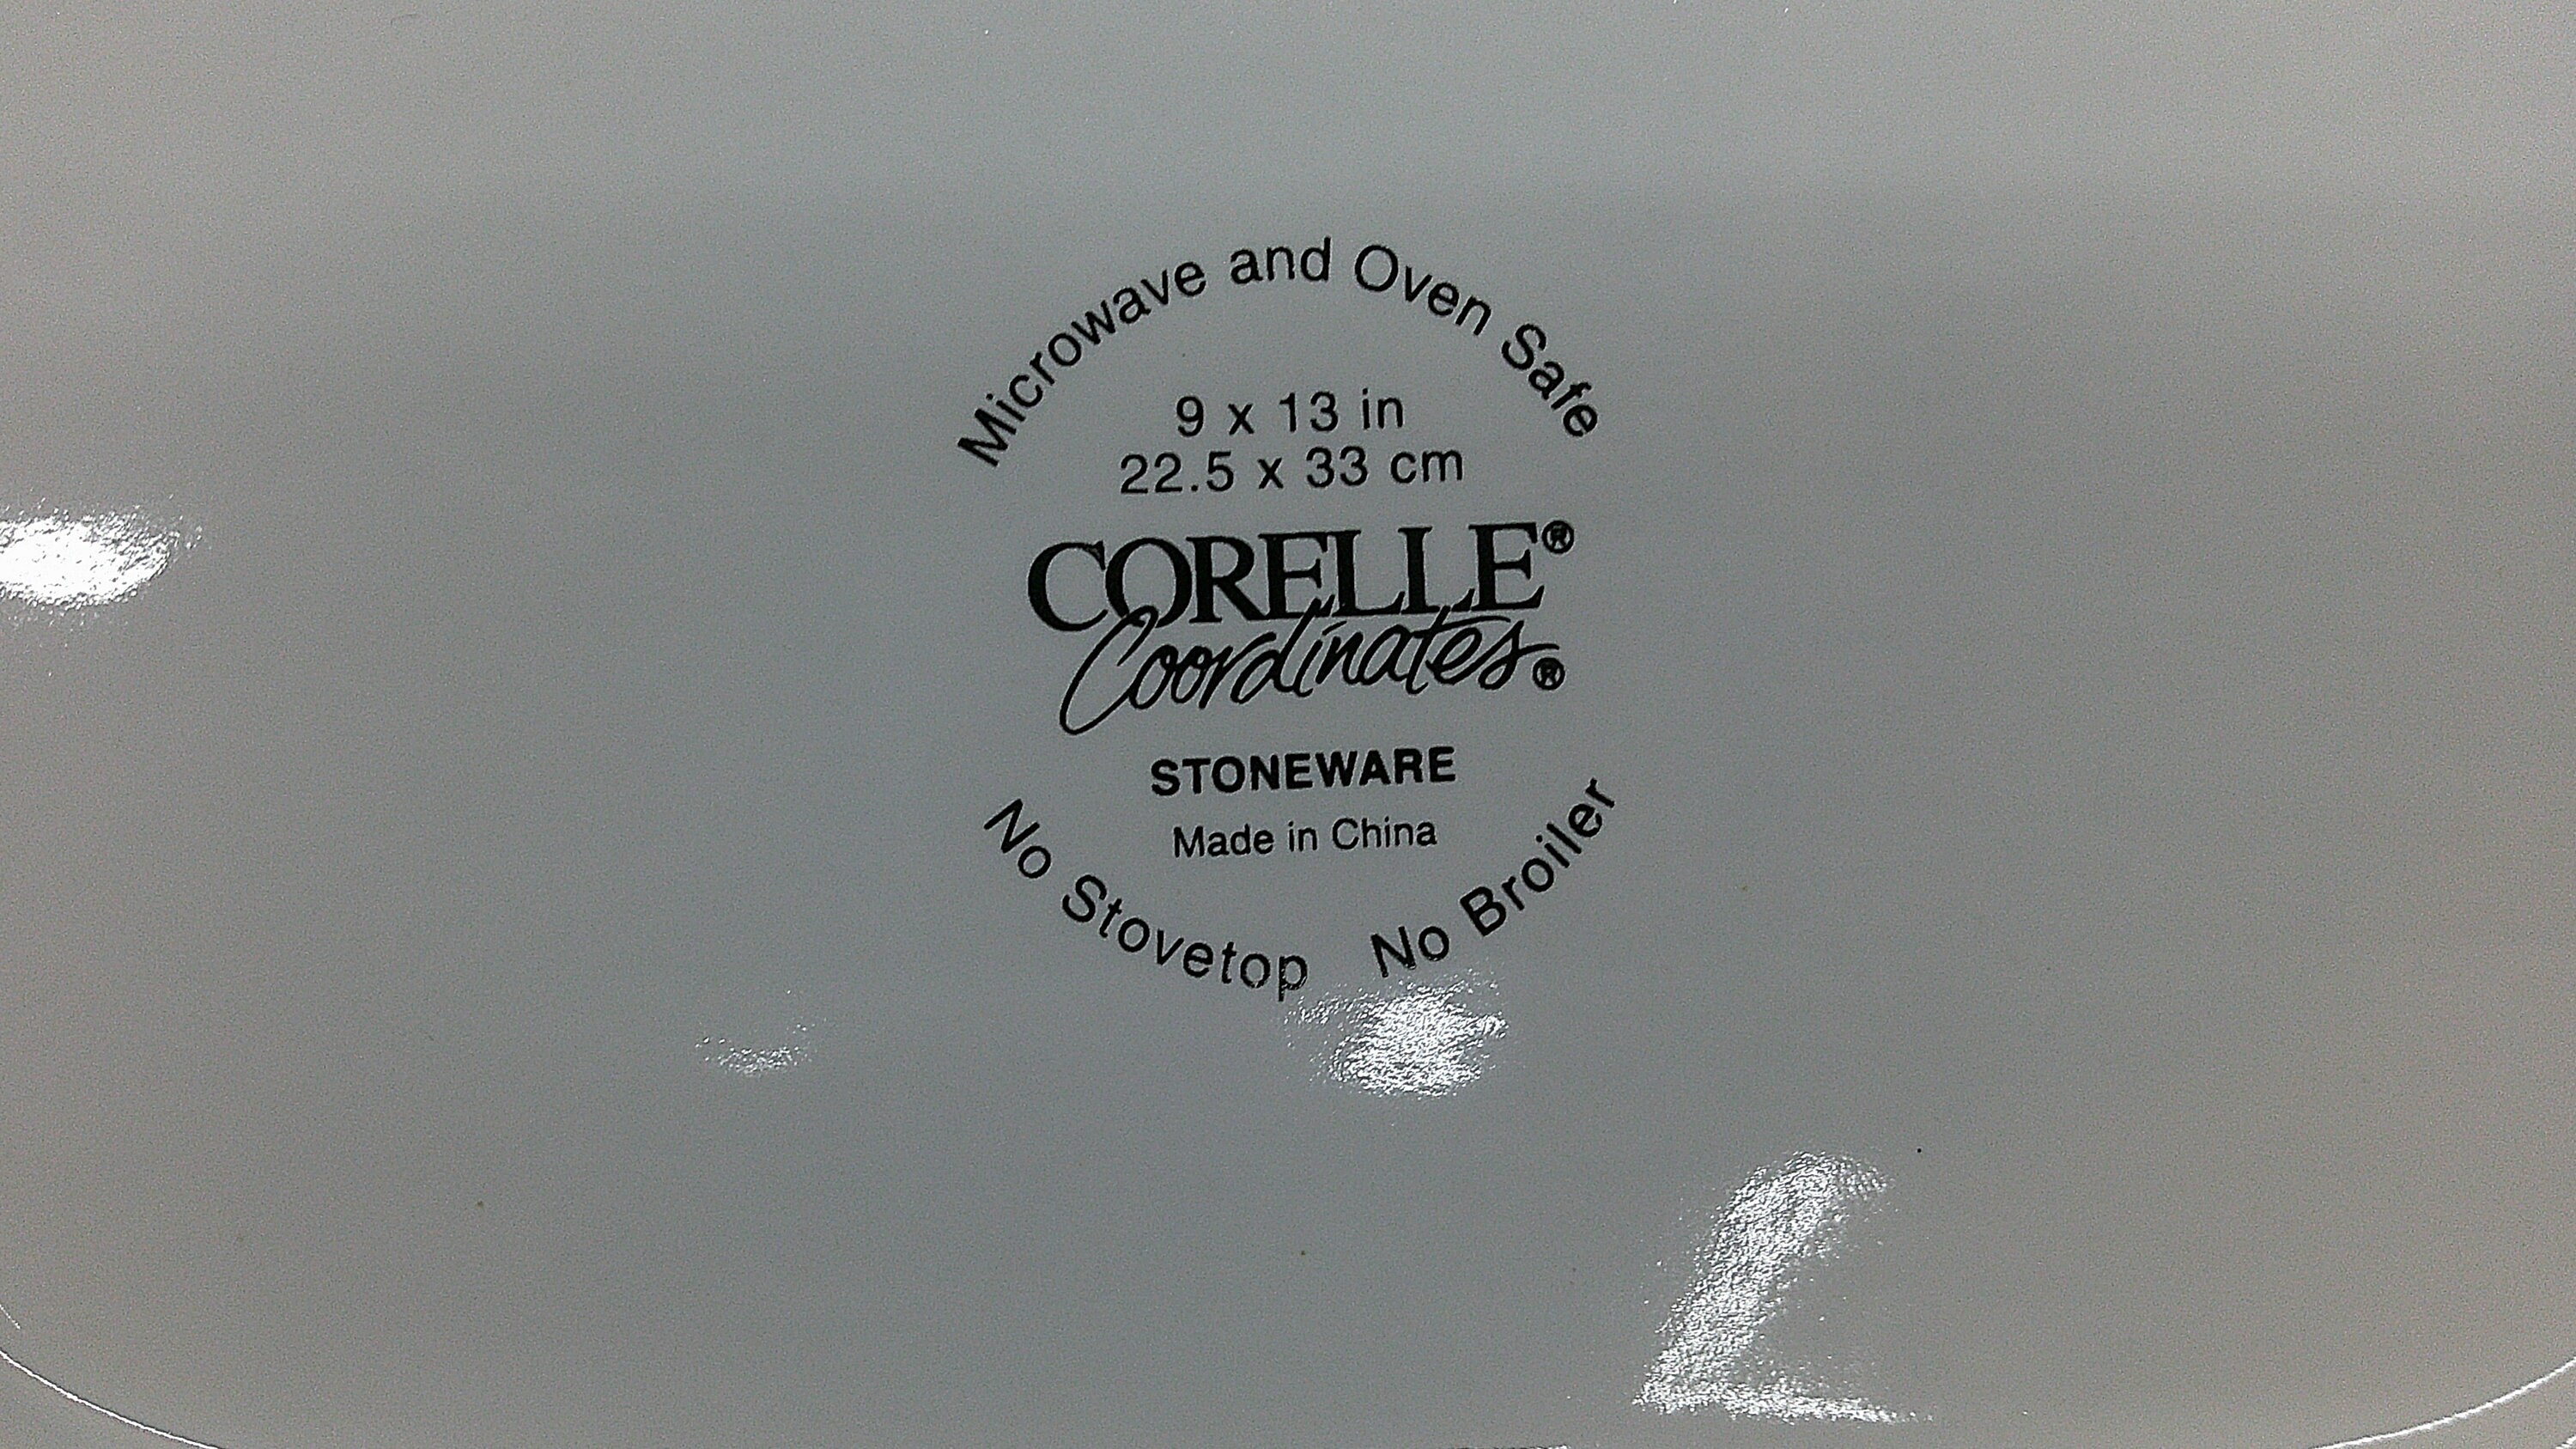 Microwave and Oven Safe
9 x 13 in
22.5 x 33 cm
CORELLE®
Coordinates®
STONEWARE
Made in China
No Stovetop No Broiler